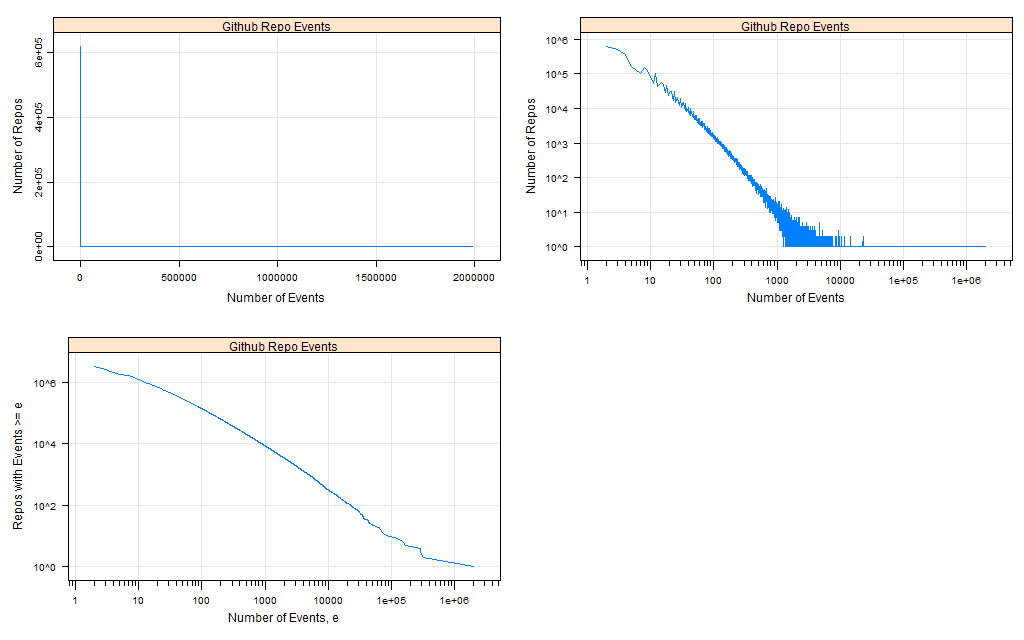 Github Repo Events
Number of Repos
6e+05
4e+05
2e+05
0e+00
0 500000 1000000 1500000 2000000
Number of Events
Github Repo Events
Number of Repos
10^6
10^5
10^4
10^3
10^2
10^1
10^0
1 10 100 1000 10000 1e+05 1e+06
Number of Events
Github Repo Events
Repos with Events >= e
10^6
10^4
10^2
10^0
1 10 100 1000 10000 1e+05 1e+06
Number of Events, e